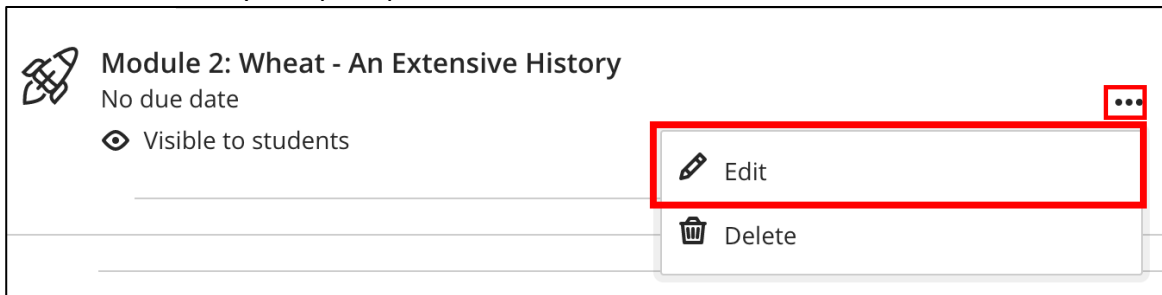 Module 2: Wheat - An Extensive History
No due date
Visible to students
Edit
Delete